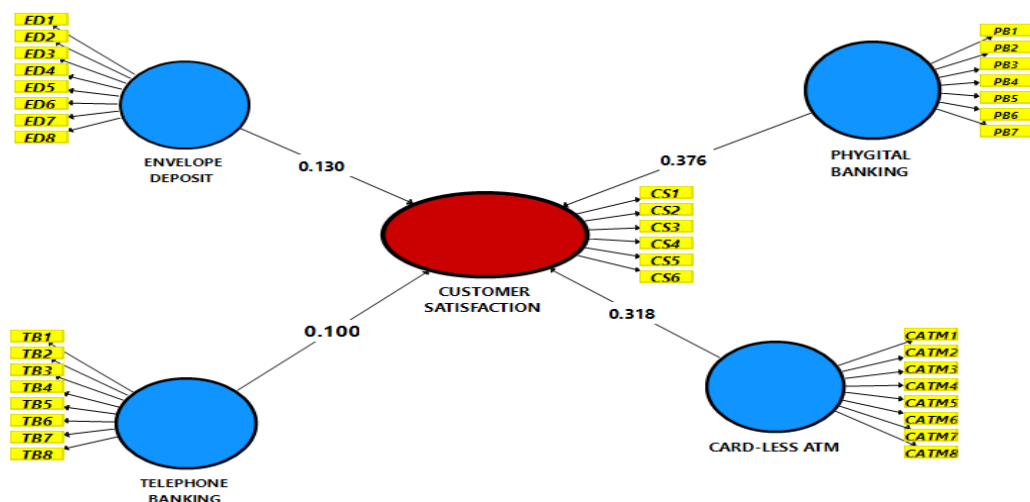 ED1
ED2
ED3
ED4
ED5
ED6
ED7
ED8
ENVELOPE
DEPOSIT
0.130
PB1
PB2
PB3
PB4
PB5
PB6
PB7
PHYGITAL
BANKING
0.376
CS1
CS2
CS3
CS4
CS5
CS6
CUSTOMER
SATISFACTION
TB1
TB2
TB3
TB4
TB5
TB6
TB7
TB8
TELEPHONE
BANKING
0.100
0.318
CATM1
CATM2
CATM3
CATM4
CATM5
CATM6
CATM7
CATM8
CARD-LESS ATM